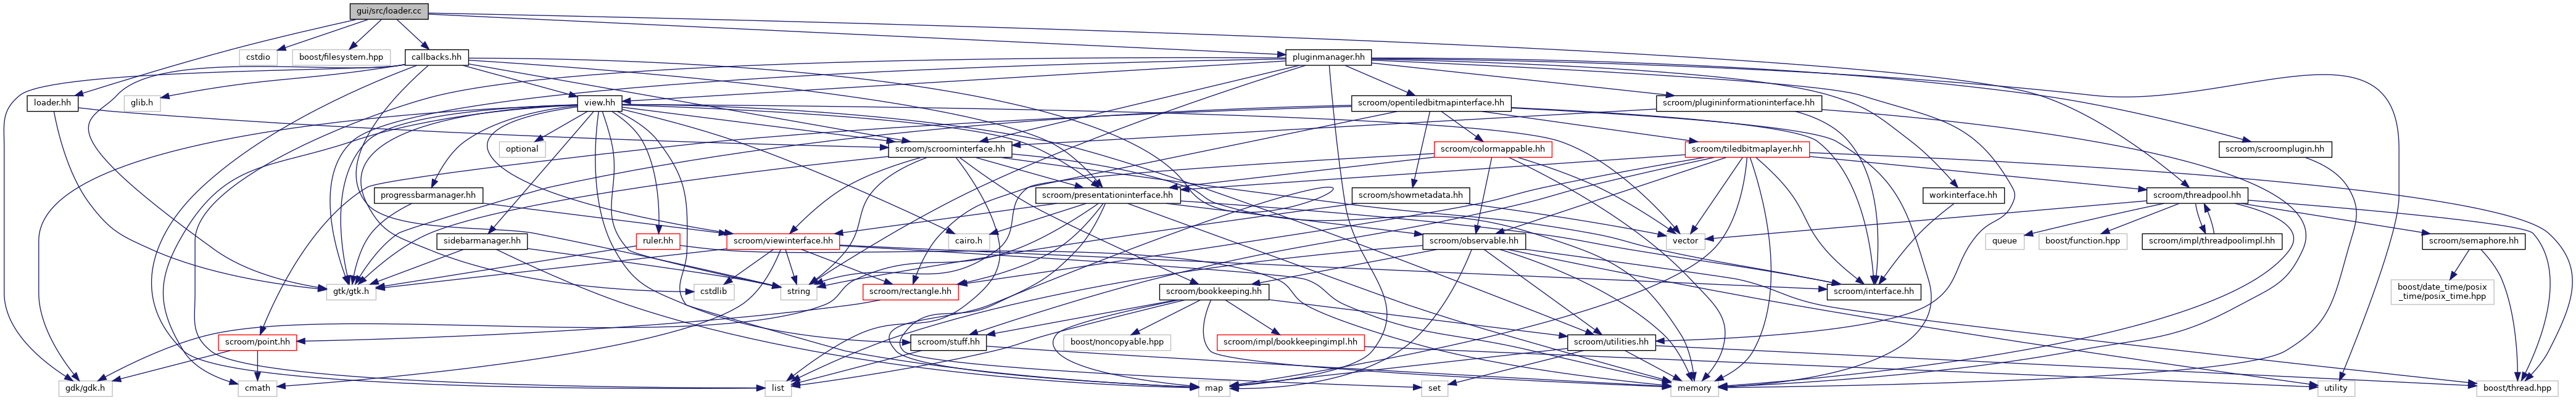 gui/src/loader.cc
cstdio
boost/filesystem.hpp
callbacks.hh
pluginmanager.hh
loader.hh
glib.h
view.hh
scroom/opentiledbitmapinterface.hh
scroom/plugininformationinterface.hh
optional
scroom/scroominterface.hh
scroom/colormappable.hh
scroom/tiledbitmaplayer.hh
scroom/scroomplugin.hh
progressbarmanager.hh
scroom/presentationinterface.hh
scroom/showmetadata.hh
workinterface.hh
scroom/threadpool.hh
sidebarmanager.hh
ruler.hh
scroom/viewinterface.hh
cairo.h
scroom/observable.hh
vector
queue
boost/function.hpp
scroom/impl/threadpoolimpl.hh
scroom/semaphore.hh
gtk/gtk.h
cstdlib
string
scroom/rectangle.hh
scroom/bookkeeping.hh
scroom/interface.hh
boost/date_time/posix
_time/posix_time.hpp
scroom/point.hh
scroom/stuff.hh
boost/noncopyable.hpp
scroom/impl/bookkeepingimpl.hh
scroom/utilities.hh
gdk/gdk.h
cmath
list
map
set
memory
utility
boost/thread.hpp